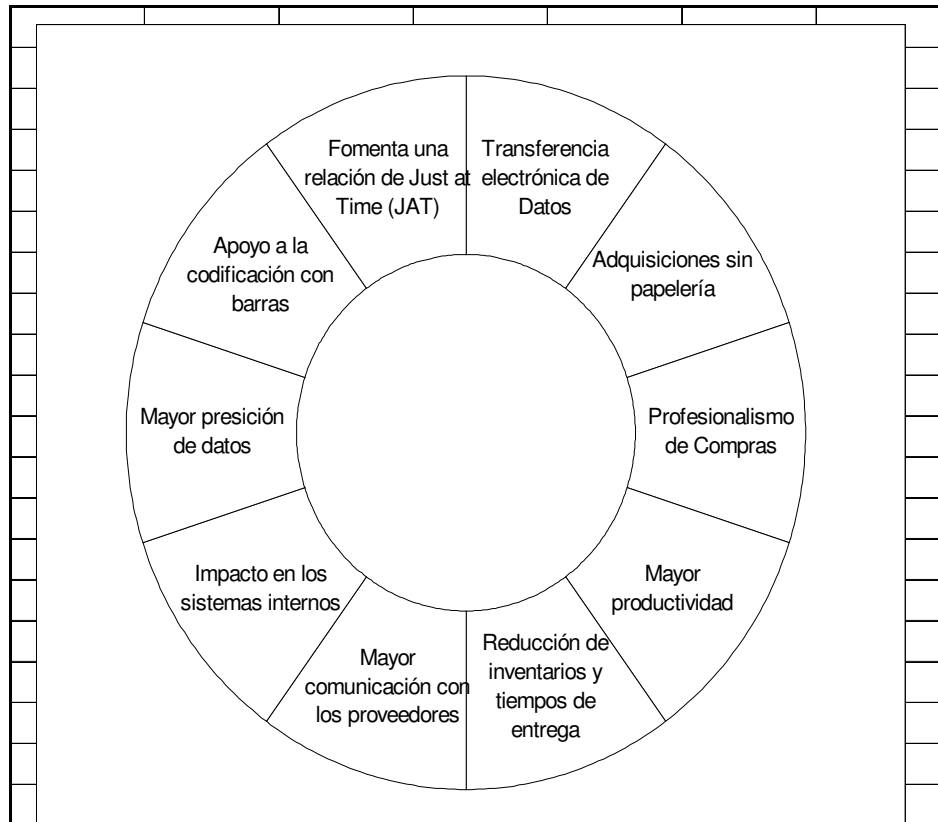 Fomenta una
relación de Just at
Time (JAT)
Transferencia
electrónica de
Datos
Adquisiciones sin
papelería
Profesionalismo
de Compras
Mayor
productividad
Reducción de
inventarios y
tiempos de
entrega
Mayor
comunicación con
los proveedores
Impacto en los
sistemas internos
Mayor presición
de datos
Apoyo a la
codificación con
barras